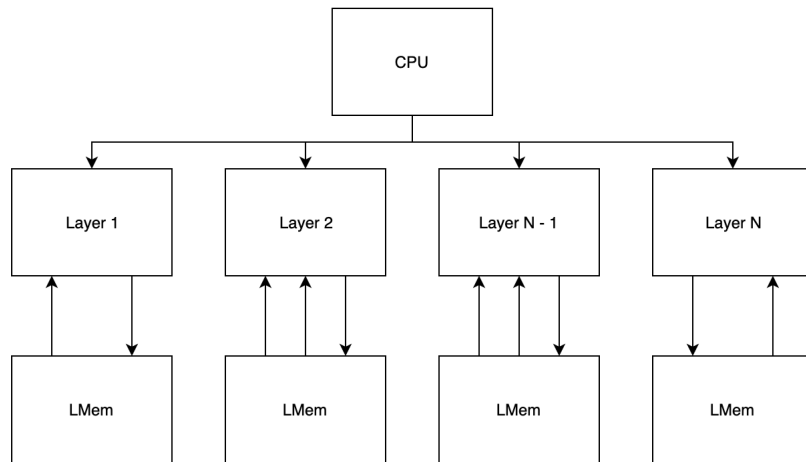 CPU
Layer 1
Layer 2
Layer N - 1
Layer N
LMem
LMem
LMem
LMem